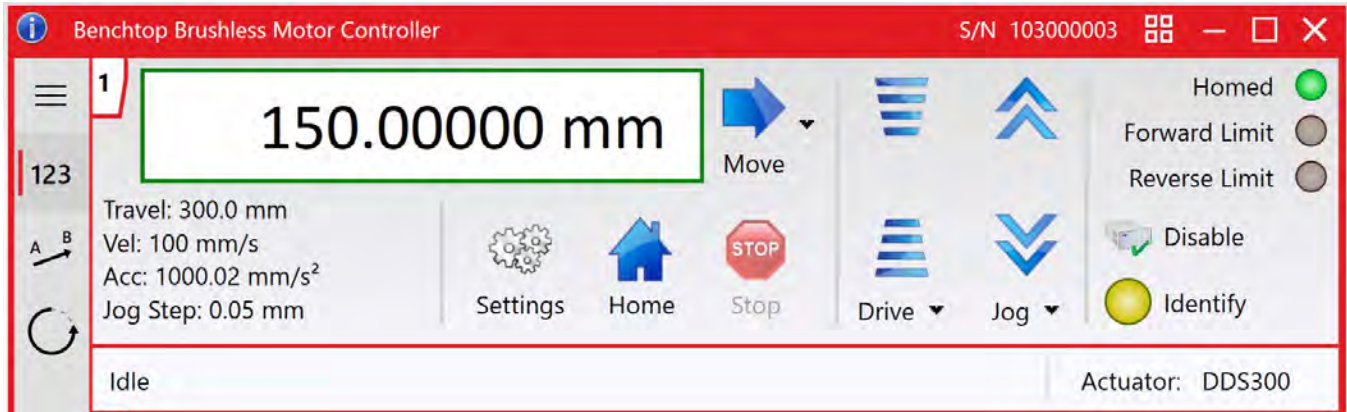 Benchtop Brushless Motor Controller
S/N 103000003
1
150.00000 mm
Move
Homed
Forward Limit
Reverse Limit
123
Travel: 300.0 mm
Vel: 100 mm/s
Acc: 1000.02 mm/s²
Jog Step: 0.05 mm
A B
Settings
Home
STOP
Stop
Drive
Jog
Disable
Identify
Idle
Actuator: DDS300